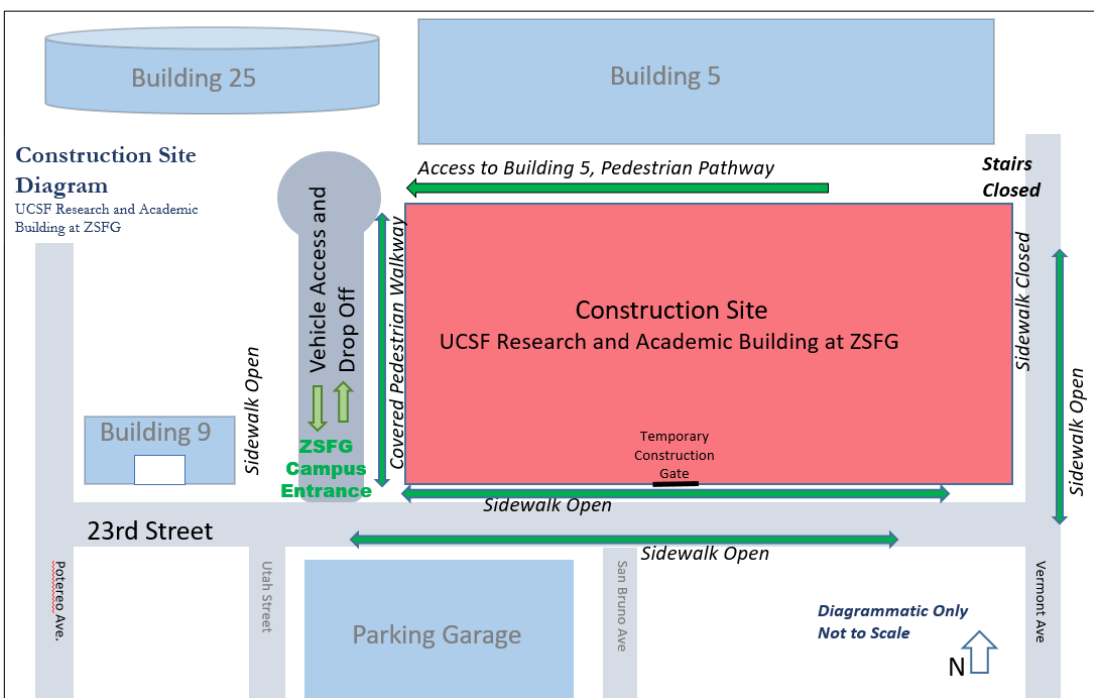 Building 25
Building 5
Construction Site
Diagram
UCSF Research and Academic
Building at ZSFG
Access to Building 5, Pedestrian Pathway
Stairs
Closed
Vehicle Access and
Drop Off
Covered Pedestrian Walkway
Construction Site
UCSF Research and Academic Building at ZSFG
Sidewalk Closed
Sidewalk Open
Sidewalk Open
Building 9
ZSFG
Campus
Entrance
Temporary
Construction
Gate
Sidewalk Open
23rd Street
Sidewalk Open
Potereo Ave.
Utah Street
Parking Garage
San Bruno Ave
Diagrammatic Only
Not to Scale
N
Vermont Ave